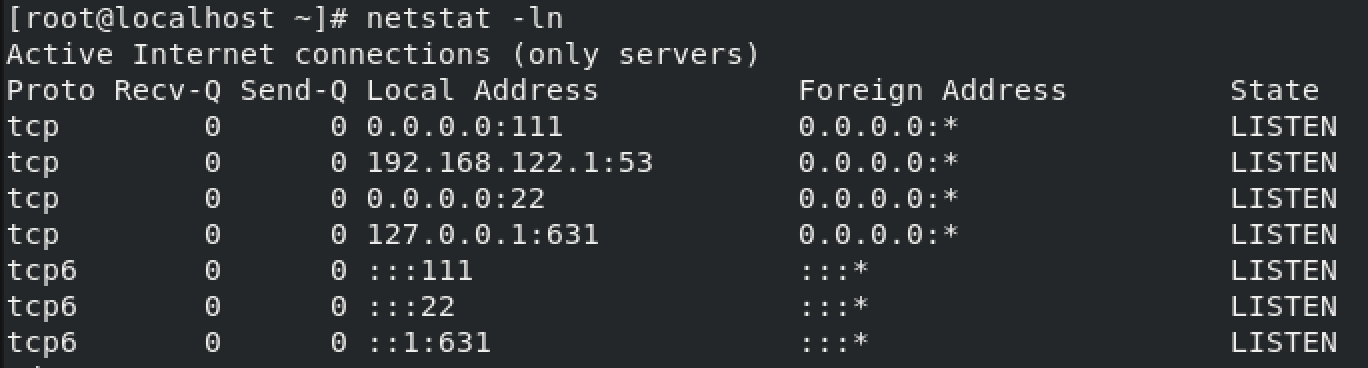 [root@localhost ~]# netstat -ln
Active Internet connections (only servers)
Proto Recv-Q Send-Q Local Address           Foreign Address         State
tcp        0      0 0.0.0.0:111             0.0.0.0:*               LISTEN
tcp        0      0 192.168.122.1:53        0.0.0.0:*               LISTEN
tcp        0      0 0.0.0.0:22              0.0.0.0:*               LISTEN
tcp        0      0 127.0.0.1:631           0.0.0.0:*               LISTEN
tcp6       0      0 :::111                  :::*                    LISTEN
tcp6       0      0 :::22                   :::*                    LISTEN
tcp6       0      0 ::1:631                 :::*                    LISTEN